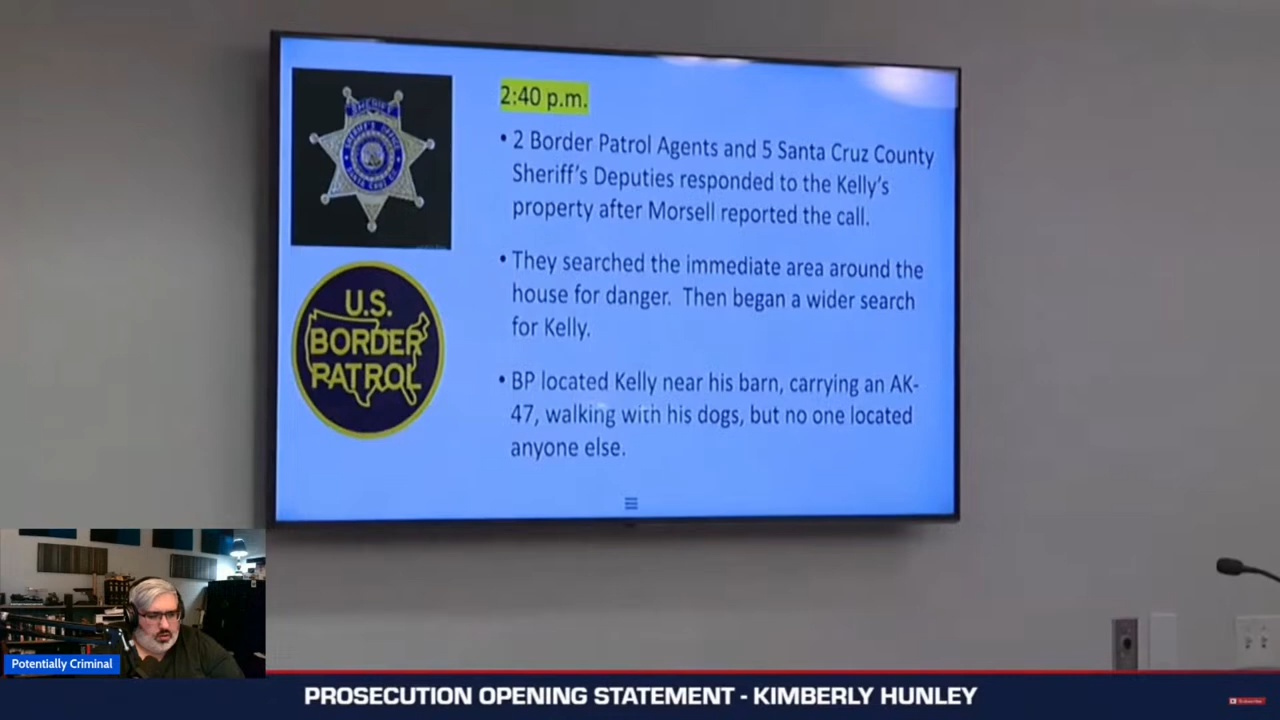 2:40 p.m.
• 2 Border Patrol Agents and 5 Santa Cruz County
Sheriff's Deputies responded to the Kelly's
property after Morsell reported the call.
• They searched the immediate area around the
house for danger. Then began a wider search
for Kelly.
• BP located Kelly near his barn, carrying an AK-
47, walking with his dogs, but no one located
anyone else.
SHERIFF
U.S.
BORDER
PATROL
Potentially Criminal
PROSECUTION OPENING STATEMENT - KIMBERLY HUNLEY
Subscribe